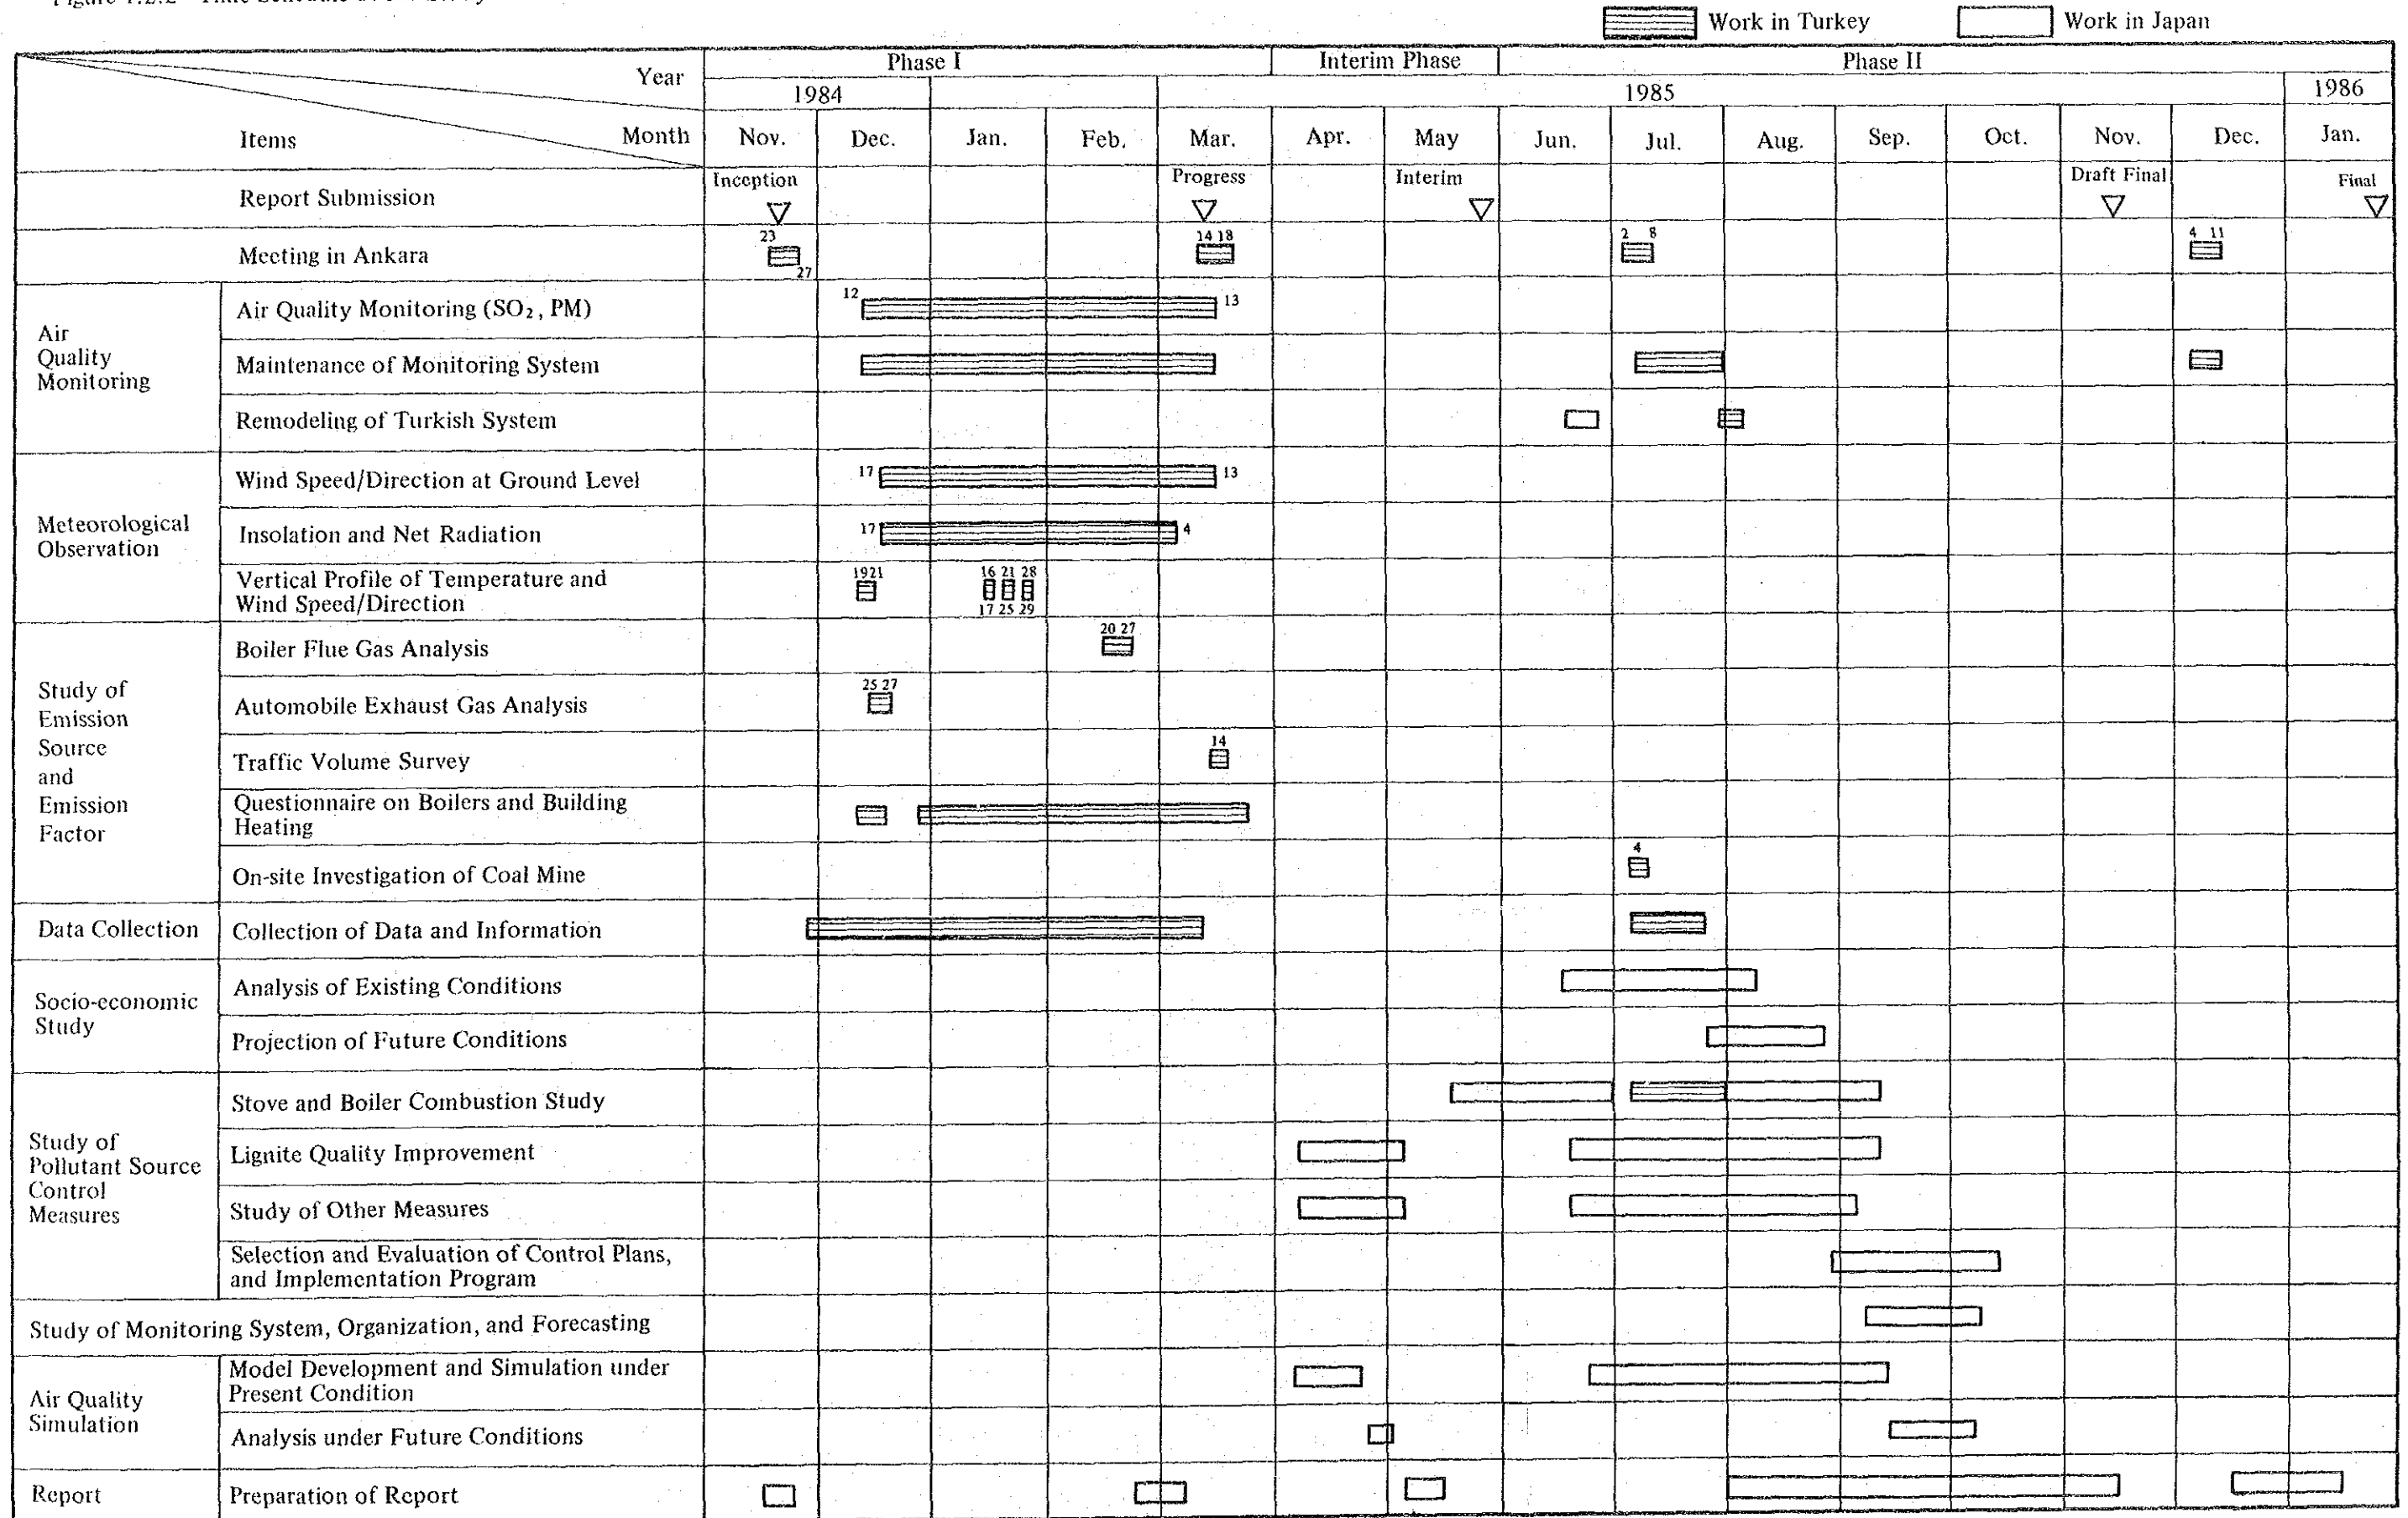 Figure 1.2.2 Time Schedule
Work in Turkey
Work in Japan
Year
Phase I
Interim Phase
Phase II
1984
1985
1986
Items
Month
Nov.
Dec.
Jan.
Feb.
Mar.
Apr.
May
Jun.
Jul.
Aug.
Sep.
Oct.
Nov.
Dec.
Jan.
Report Submission
Inception
Progress
Interim
Draft Final
Final
Meeting in Ankara
23
27
14 18
2 8
4 11
Air
Quality
Monitoring
Air Quality Monitoring (SO₂, PM)
12
13
Maintenance of Monitoring System
Remodeling of Turkish System
Meteorological
Observation
Wind Speed/Direction at Ground Level
17
13
Insolation and Net Radiation
17
4
Vertical Profile of Temperature and
Wind Speed/Direction
1921
16 21 28
17 25 29
Study of
Emission
Source
and
Emission
Factor
Boiler Flue Gas Analysis
20 27
Automobile Exhaust Gas Analysis
25 27
Traffic Volume Survey
14
Questionnaire on Boilers and Building
Heating
On-site Investigation of Coal Mine
4
Data Collection
Collection of Data and Information
Socio-economic
Study
Analysis of Existing Conditions
Projection of Future Conditions
Study of
Pollutant Source
Control
Measures
Stove and Boiler Combustion Study
Lignite Quality Improvement
Study of Other Measures
Selection and Evaluation of Control Plans,
and Implementation Program
Study of Monitoring System, Organization, and Forecasting
Air Quality
Simulation
Model Development and Simulation under
Present Condition
Analysis under Future Conditions
Report
Preparation of Report